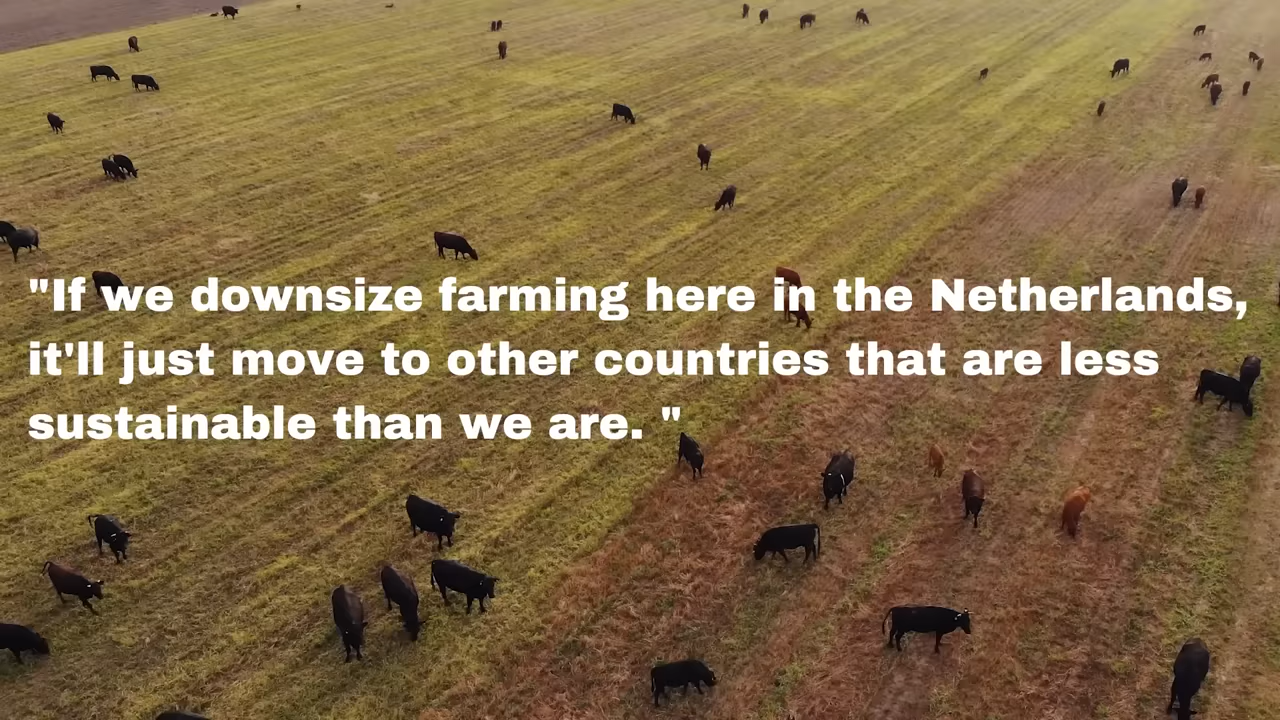 "If we downsize farming here in the Netherlands,
it'll just move to other countries that are less
sustainable than we are. "